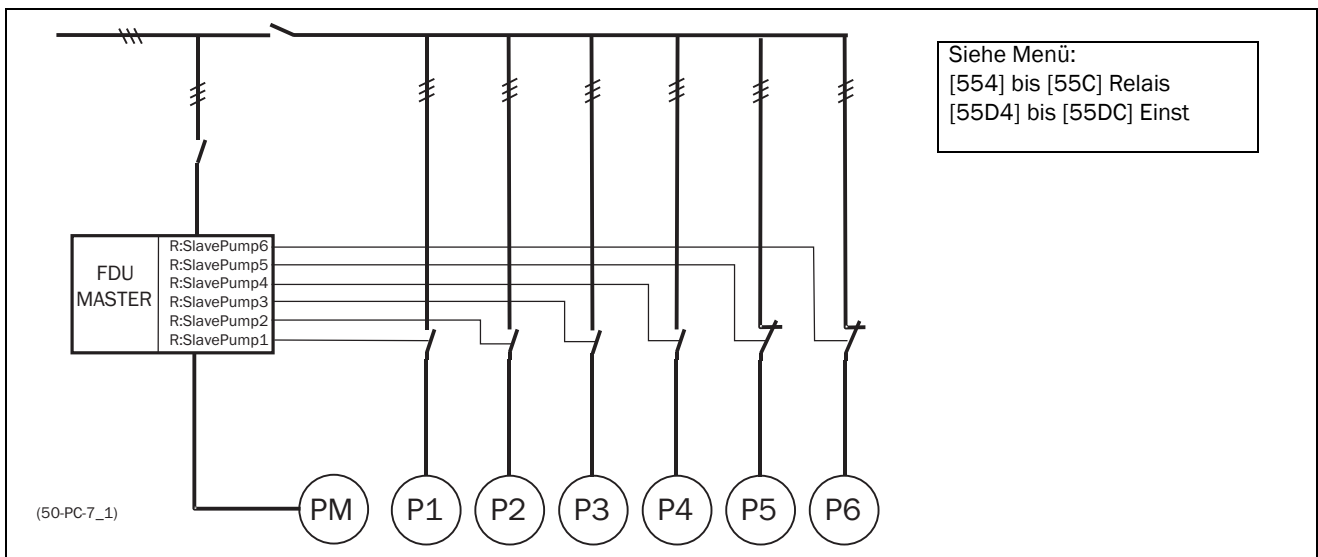 Siehe Menü:
[554] bis [55C] Relais
[55D4] bis [55DC] Einst
FDU
MASTER
R:SlavePump6
R:SlavePump5
R:SlavePump4
R:SlavePump3
R:SlavePump2
R:SlavePump1
PM
P1
P2
P3
P4
P5
P6
(50-PC-7_1)